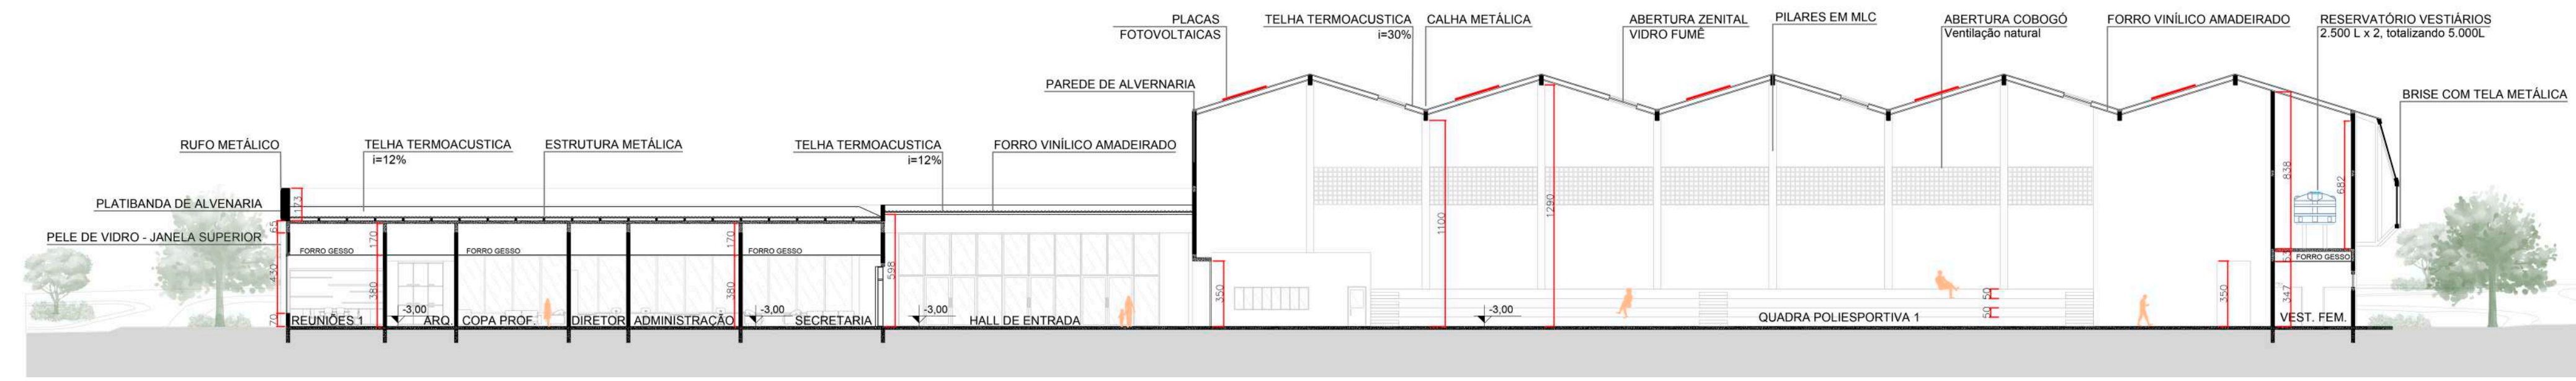 PLACAS
FOTOVOLTAICAS
TELHA TERMOACUSTICA
i=30%
CALHA METÁLICA
ABERTURA ZENITAL
VIDRO FUMÊ
PILARES EM MLC
ABERTURA COBOGÓ
Ventilação natural
FORRO VINÍLICO AMADEIRADO
RESERVATÓRIO VESTIÁRIOS
2.500 L x 2, totalizando 5.000L
PAREDE DE ALVERNARIA
BRISE COM TELA METÁLICA
RUFO METÁLICO
TELHA TERMOACUSTICA
i=12%
ESTRUTURA METÁLICA
TELHA TERMOACUSTICA
i=12%
FORRO VINÍLICO AMADEIRADO
PLATIBANDA DE ALVENARIA
PELE DE VIDRO - JANELA SUPERIOR
173
65
430
70
170
380
170
380
598
350
1100
1290
50
50
350
838
682
53
347
FORRO GESSO
FORRO GESSO
FORRO GESSO
FORRO GESSO
-3,00
-3,00
-3,00
-3,00
REUNIÕES 1
ARQ.
COPA PROF.
DIRETOR
ADMINISTRAÇÃO
SECRETARIA
HALL DE ENTRADA
QUADRA POLIESPORTIVA 1
VEST. FEM.